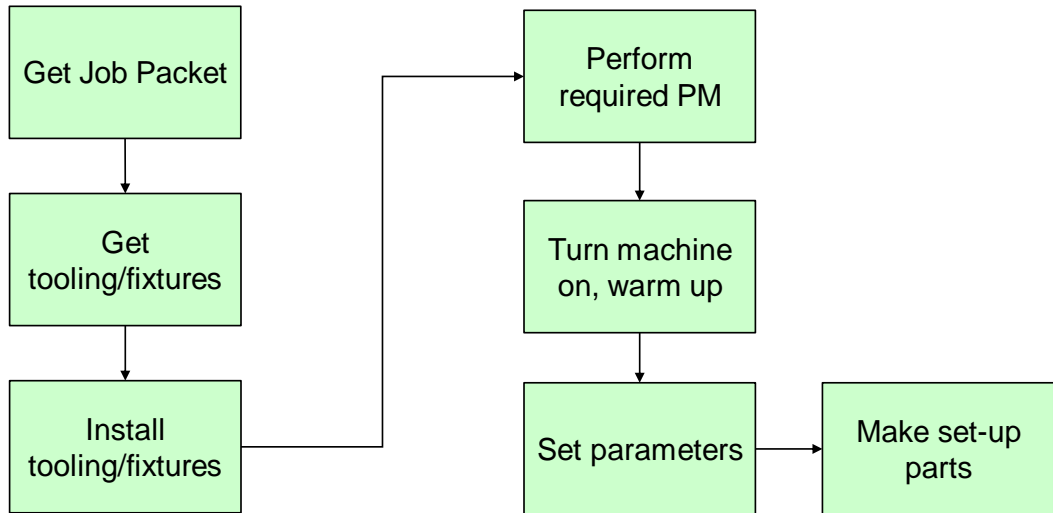 Get Job Packet
Get
tooling/fixtures
Install
tooling/fixtures
Perform
required PM
Turn machine
on, warm up
Set parameters
Make set-up
parts